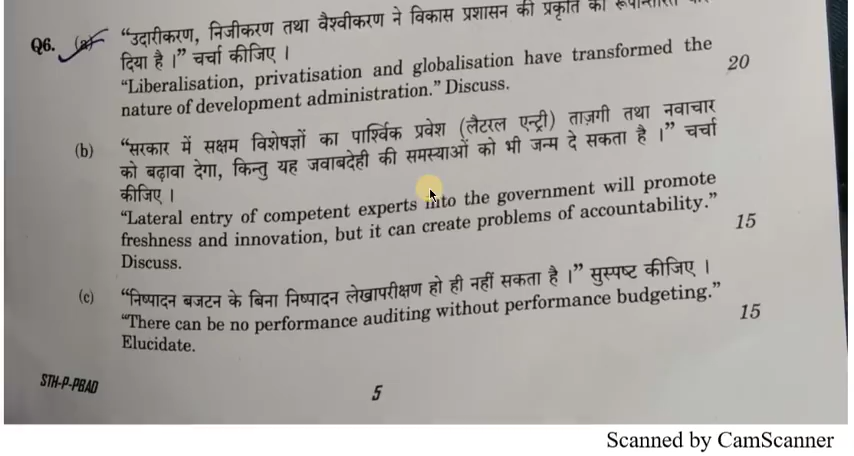 Q6. (a) “उदारीकरण, निजीकरण तथा वैश्वीकरण ने विकास प्रशासन की प्रकृति को
दिया है ।” चर्चा कीजिए ।
“Liberalisation, privatisation and globalisation have transformed the
nature of development administration.” Discuss. 20
(b) “सरकार में सक्षम विशेषज्ञों का पार्श्विक प्रवेश (लैटरल एन्ट्री) ताज़गी तथा नवाचार
को बढ़ावा देगा, किन्तु यह जवाबदेही की समस्याओं को भी जन्म दे सकता है ।” चर्चा
कीजिए ।
“Lateral entry of competent experts into the government will promote
freshness and innovation, but it can create problems of accountability.”
Discuss. 15
(c) “निष्पादन बजटन के बिना निष्पादन लेखापरीक्षण हो ही नहीं सकता है ।” सुस्पष्ट कीजिए ।
“There can be no performance auditing without performance budgeting.”
Elucidate. 15
STH-P-PBAD
5
Scanned by CamScanner